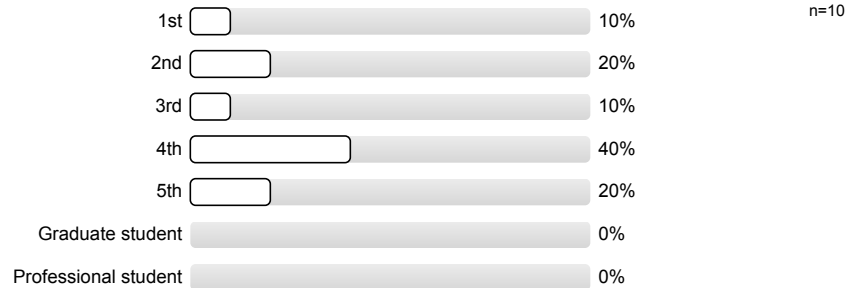 1st 10% n=10
2nd 20%
3rd 10%
4th 40%
5th 20%
Graduate student 0%
Professional student 0%